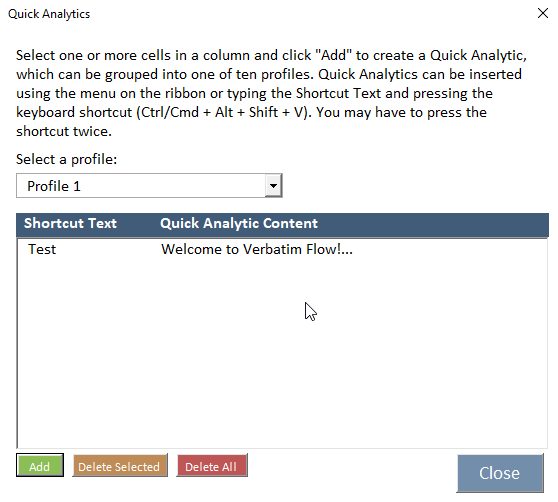 Quick Analytics
Select one or more cells in a column and click "Add" to create a Quick Analytic,
which can be grouped into one of ten profiles. Quick Analytics can be inserted
using the menu on the ribbon or typing the Shortcut Text and pressing the
keyboard shortcut (Ctrl/Cmd + Alt + Shift + V). You may have to press the
shortcut twice.
Select a profile:
Profile 1
Shortcut Text Quick Analytic Content
Test Welcome to Verbatim Flow!...
Add Delete Selected Delete All Close